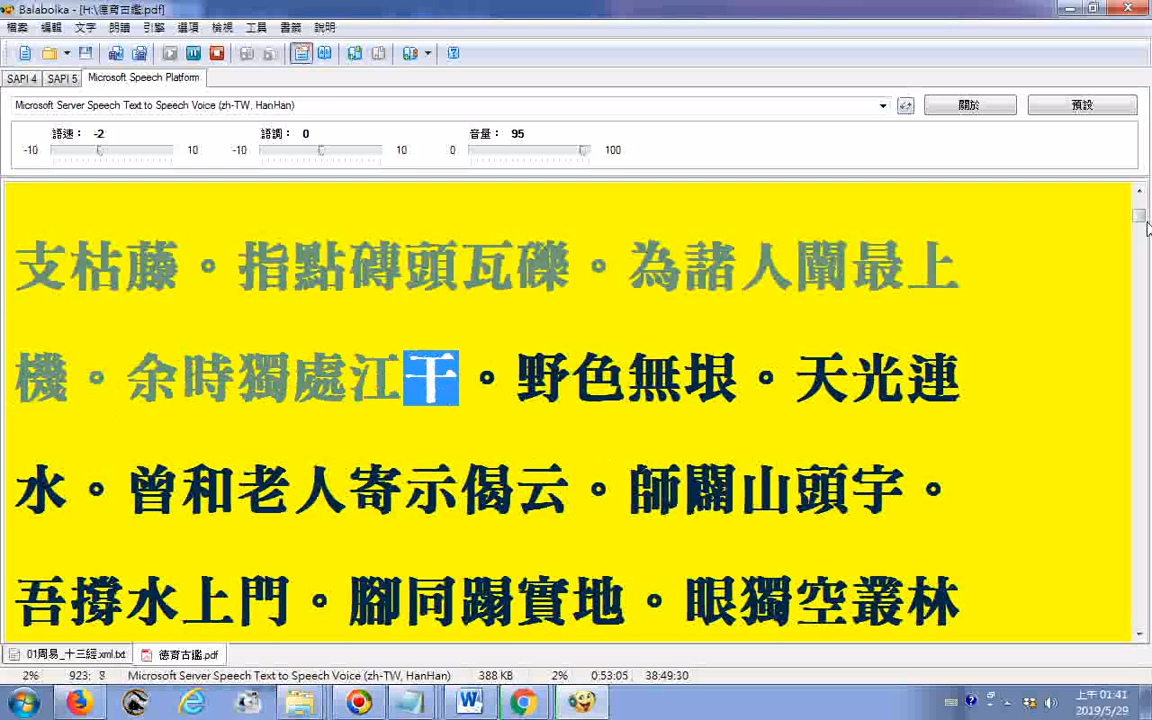 Balabolka - [H:\德育古鑑.pdf]
檔案 編輯 文字 朗讀 引擎 選項 檢視 工具 書籤 說明
SAPI 4 SAPI 5 Microsoft Speech Platform
Microsoft Server Speech Text to Speech Voice (zh-TW, HanHan) 關於 預設
語速： -2 語調： 0 音量： 95
-10 10 -10 10 0 100
支枯藤。指點磚頭瓦礫。為諸人闡最上
機。余時獨處江干。野色無垠。天光連
水。曾和老人寄示偈云。師闢山頭宇。
吾撐水上門。腳同蹋實地。眼獨空叢林
01周易_十三經.xml.txt 德育古鑑.pdf
2% 923: 8 Microsoft Server Speech Text to Speech Voice (zh-TW, HanHan) 388 KB 2% 0:53:05 38:49:30
上午 01:41
2019/5/29